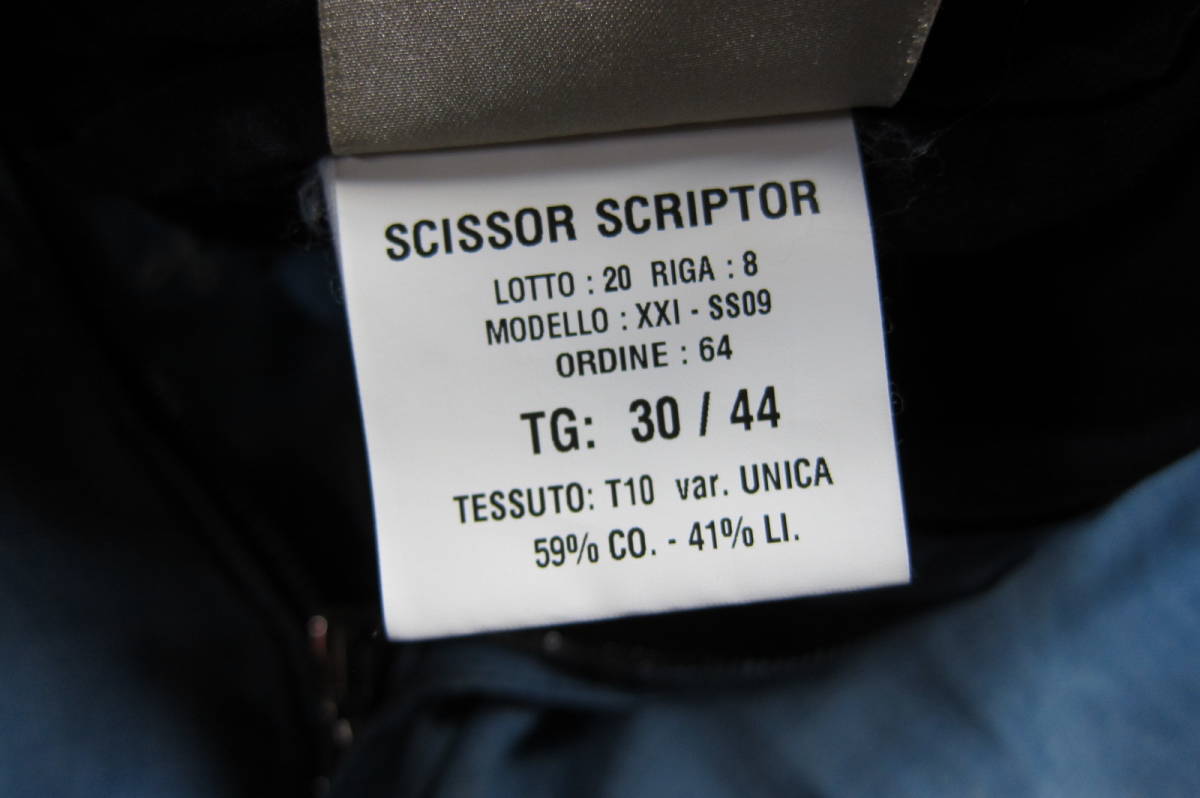 SCISSOR SCRIPTOR
LOTTO : 20 RIGA : 8
MODELLO : XXI - SS09
ORDINE : 64
TG: 30 / 44
TESSUTO: T10 var. UNICA
59% CO. - 41% LI.